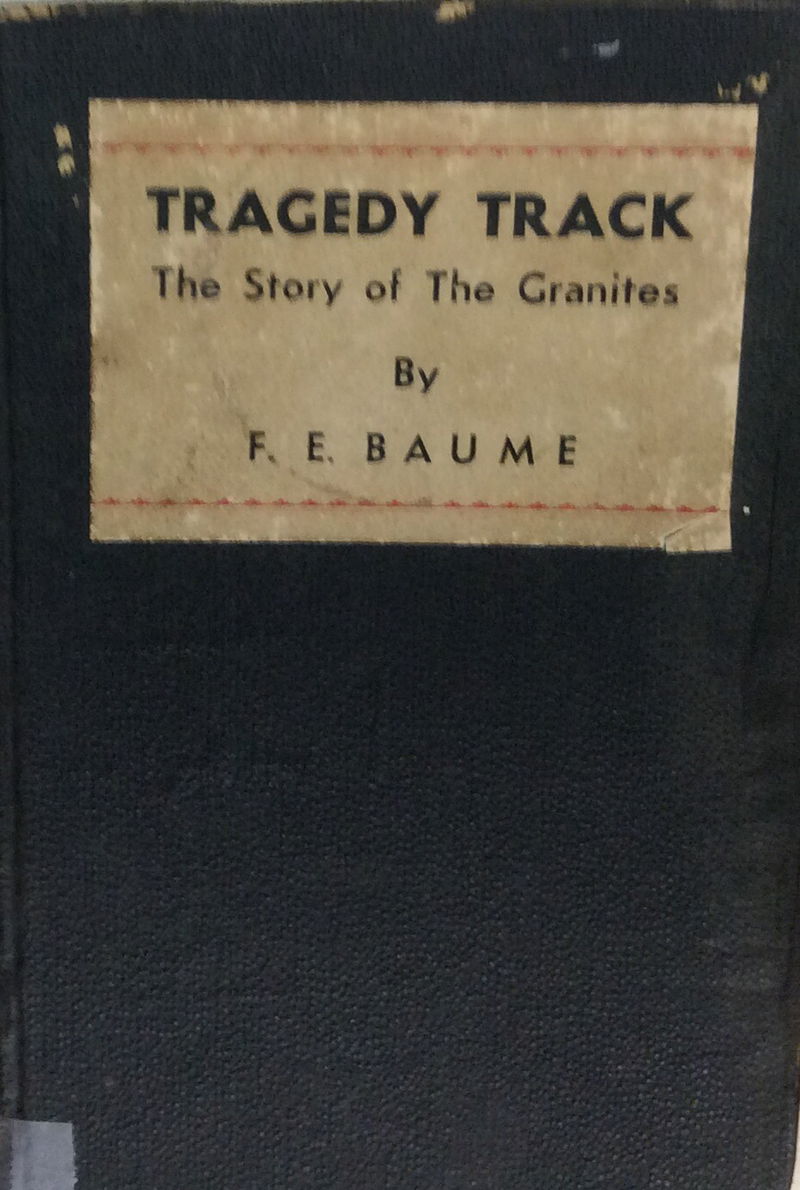 TRAGEDY TRACK
The Story of The Granites
By
F. E. BAUME